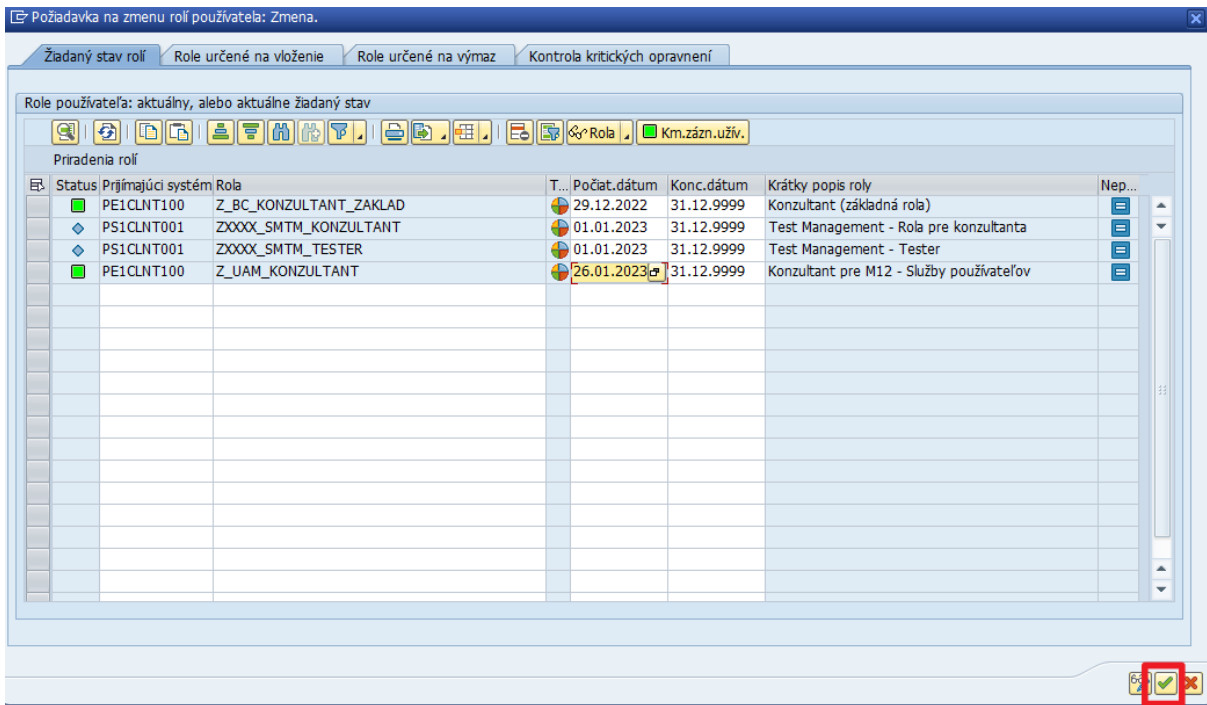 Požiadavka na zmenu rolí používatela: Zmena.
Žiadaný stav rolí Role určené na vloženie Role určené na výmaz Kontrola kritických opravnení
Role používateľa: aktuálny, alebo aktuálne žiadaný stav
Rola Km.zázn.užív.
Priradenia rolí
Status Prijímajúci systém Rola T... Počiat.dátum Konc.dátum Krátky popis roly Nep...
PE1CLNT100 Z_BC_KONZULTANT_ZAKLAD 29.12.2022 31.12.9999 Konzultant (základná rola)
PS1CLNT001 ZXXXX_SMTM_KONZULTANT 01.01.2023 31.12.9999 Test Management - Rola pre konzultanta
PS1CLNT001 ZXXXX_SMTM_TESTER 01.01.2023 31.12.9999 Test Management - Tester
PE1CLNT100 Z_UAM_KONZULTANT 26.01.2023 31.12.9999 Konzultant pre M12 - Služby používateľov